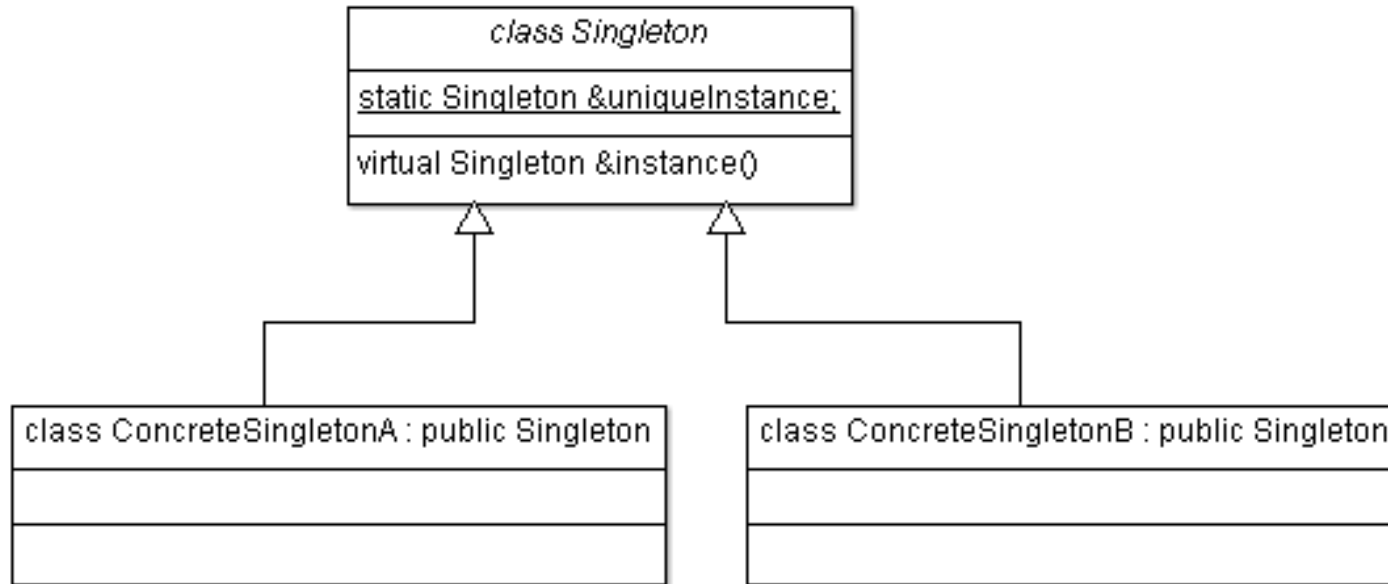 class Singleton
static Singleton &uniqueInstance;
virtual Singleton &instance()
class ConcreteSingletonA : public Singleton
class ConcreteSingletonB : public Singleton